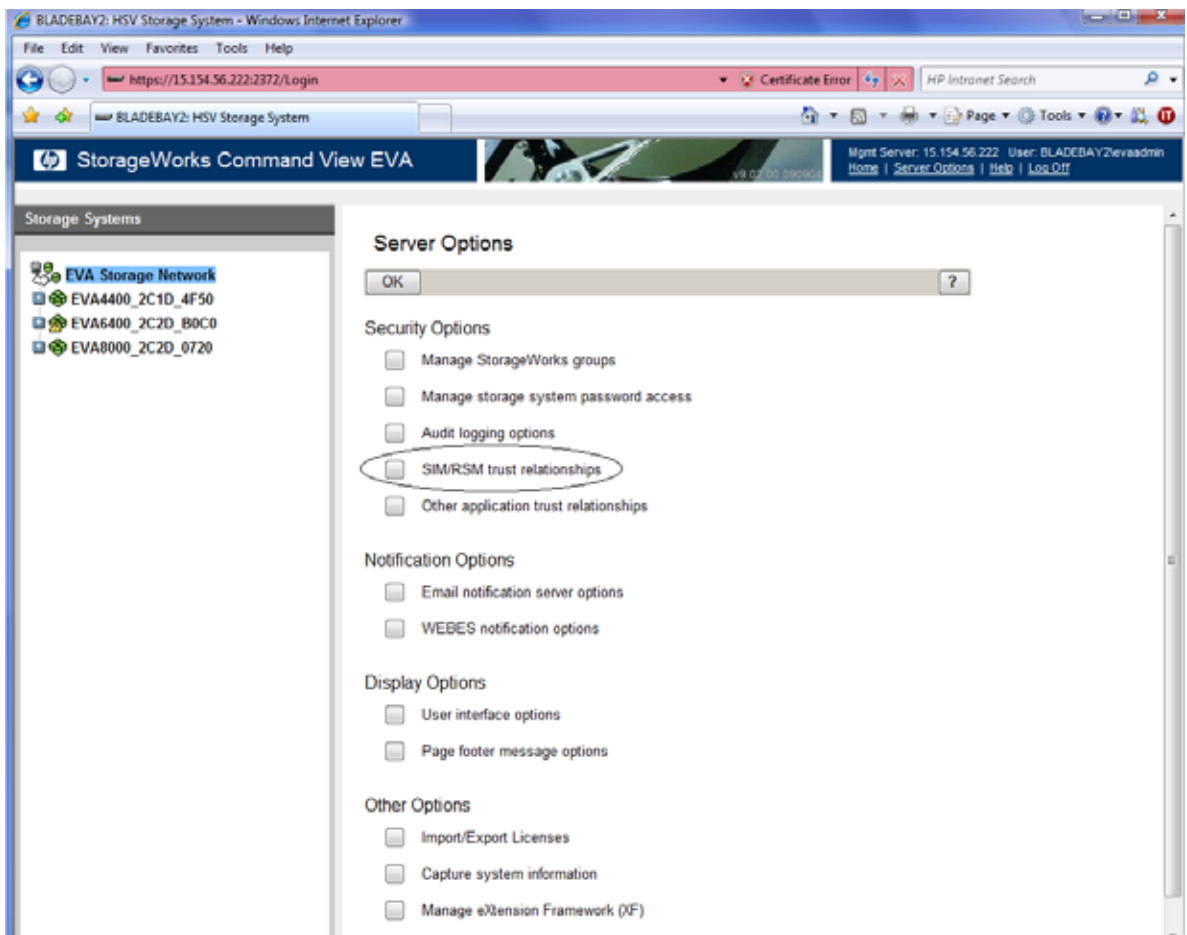 BLADEBAY2: HSV Storage System - Windows Internet Explorer
File Edit View Favorites Tools Help
https://15.154.56.222:2372/Login Certificate Error HP Intranet Search
BLADEBAY2: HSV Storage System Page Tools
hp StorageWorks Command View EVA
v9.02.00.090904
Mgmt Server: 15.154.56.222 User: BLADEBAY2\evaadmin
Home | Server Options | Help | Log Off
Storage Systems
EVA Storage Network
EVA4400_2C1D_4F50
EVA6400_2C2D_B0C0
EVA8000_2C2D_0720
Server Options
OK ?
Security Options
Manage StorageWorks groups
Manage storage system password access
Audit logging options
SIM/RSM trust relationships
Other application trust relationships
Notification Options
Email notification server options
WEBES notification options
Display Options
User interface options
Page footer message options
Other Options
Import/Export Licenses
Capture system information
Manage eXtension Framework (XF)